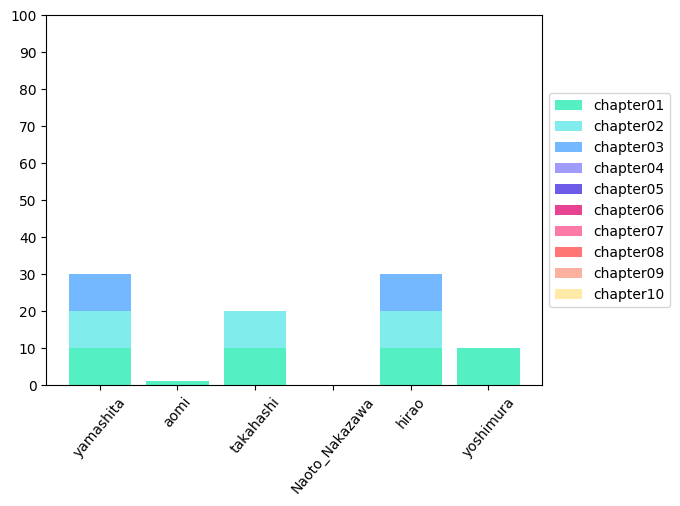 100
90
80
70
60
50
40
30
20
10
0
yamashita
aomi
takahashi
Naoto_Nakazawa
hirao
yoshimura
chapter01
chapter02
chapter03
chapter04
chapter05
chapter06
chapter07
chapter08
chapter09
chapter10